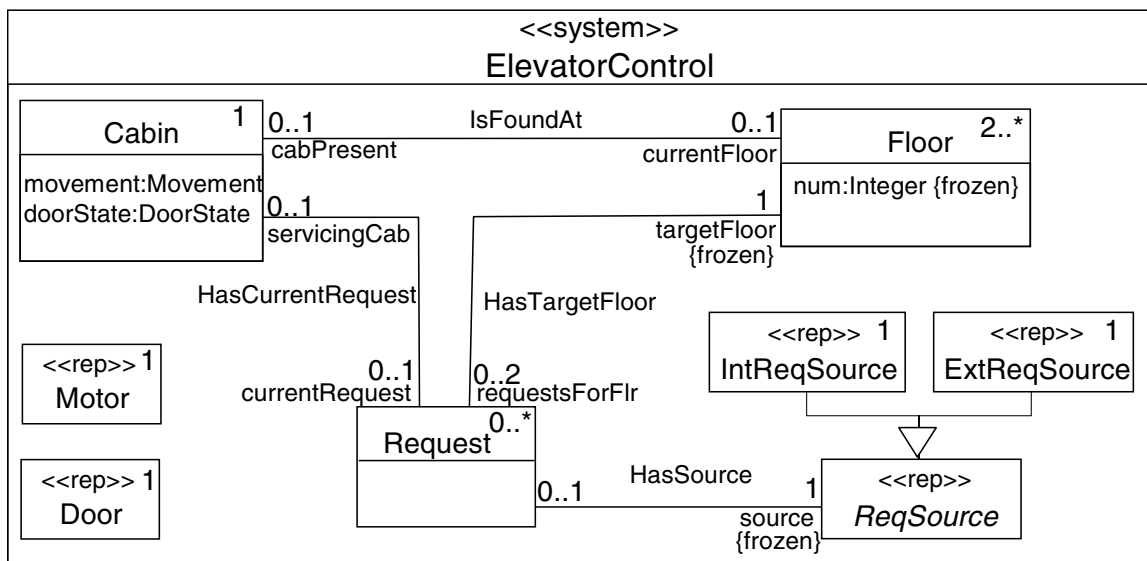 <<system>>
ElevatorControl
Cabin
1
movement:Movement
doorState:DoorState
0..1
cabPresent
IsFoundAt
0..1
currentFloor
Floor
2..*
num:Integer {frozen}
0..1
servicingCab
1
targetFloor
{frozen}
HasCurrentRequest
HasTargetFloor
<<rep>> 1
IntReqSource
<<rep>> 1
ExtReqSource
<<rep>> 1
Motor
0..1
currentRequest
0..2
requestsForFlr
Request
0..*
<<rep>> 1
Door
HasSource
0..1
1
source
{frozen}
<<rep>>
ReqSource